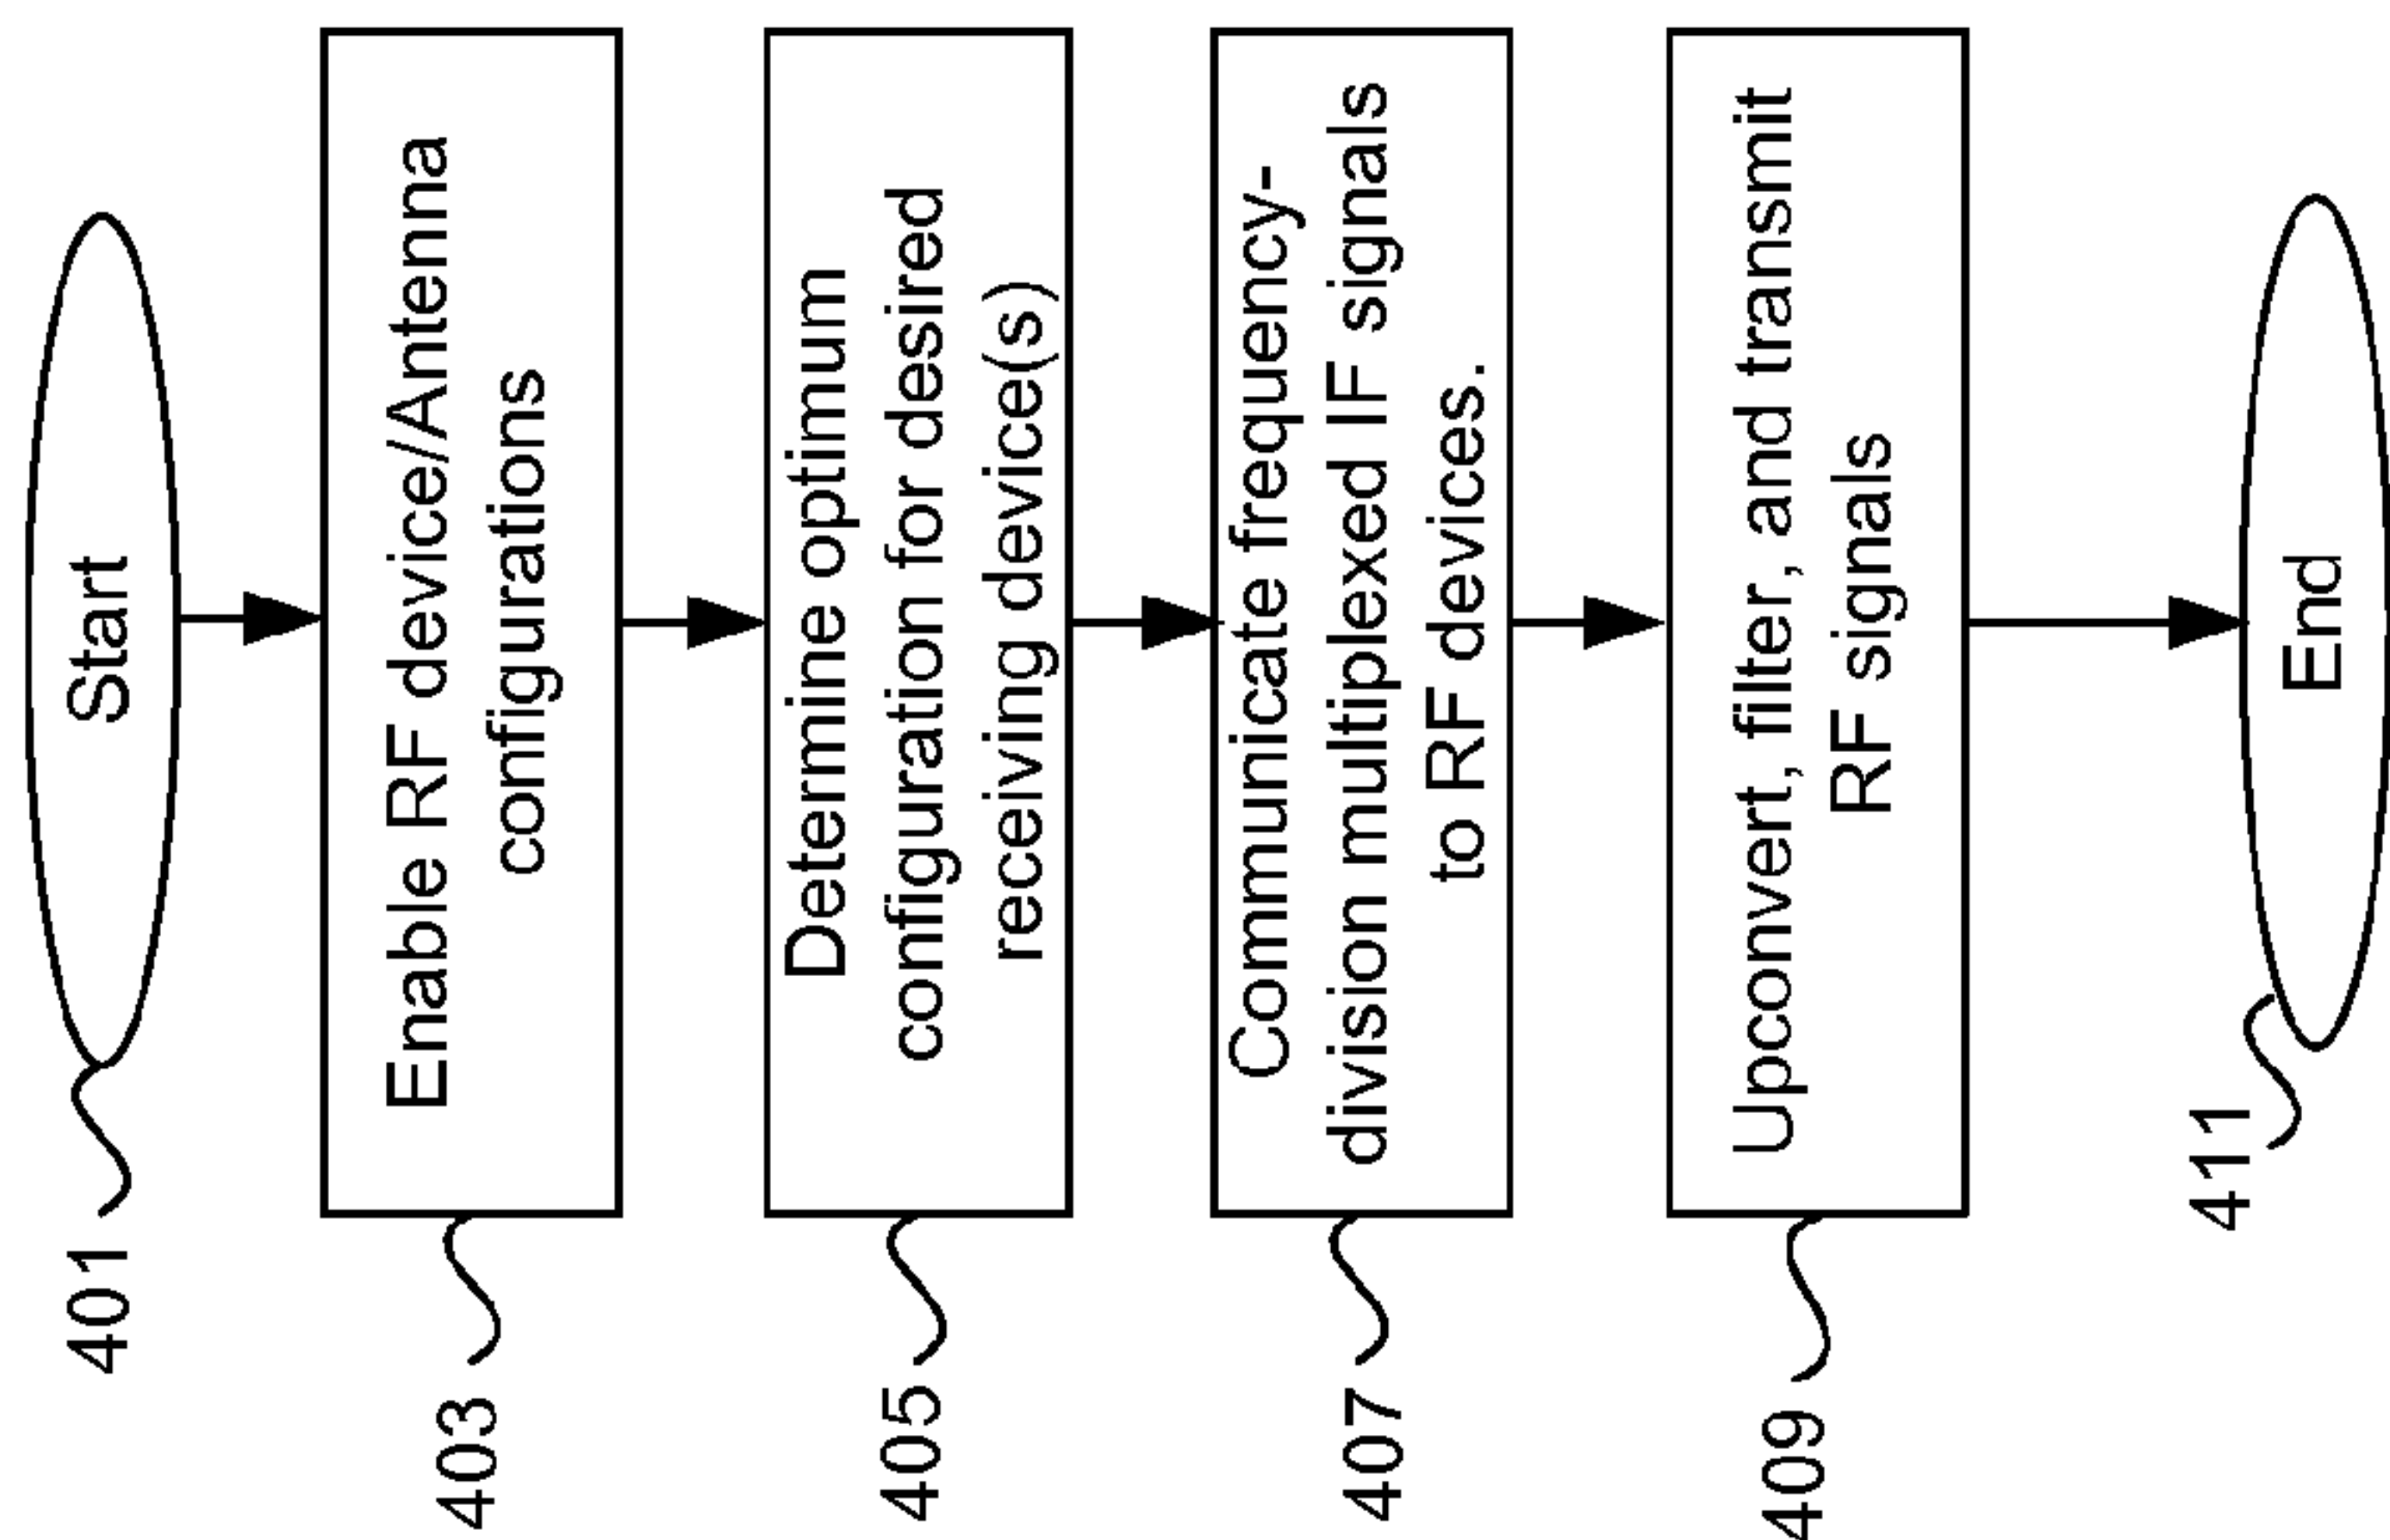 401
Start
403
Enable RF device/Antenna
configurations
405
Determine optimum
configuration for desired
receiving device(s)
407
Communicate frequency-
division multiplexed IF signals
to RF devices.
409
Upconvert, filter, and transmit
RF signals
411
End